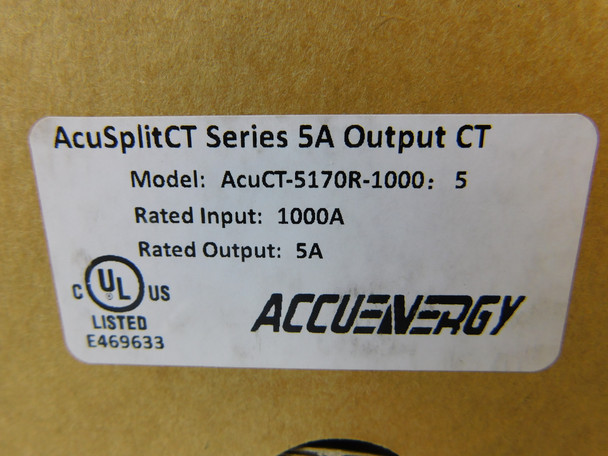 AcuSplitCT Series 5A Output CT
Model: AcuCT-5170R-1000: 5
Rated Input: 1000A
Rated Output: 5A
C UL US
®
LISTED
E469633
ACCUENERGY